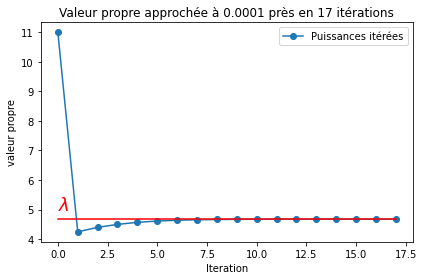 Valeur propre approchée à 0.0001 près en 17 itérations
Puissances itérées
valeur propre
11
10
9
8
7
6
5
4
λ
0.0 2.5 5.0 7.5 10.0 12.5 15.0 17.5
Iteration